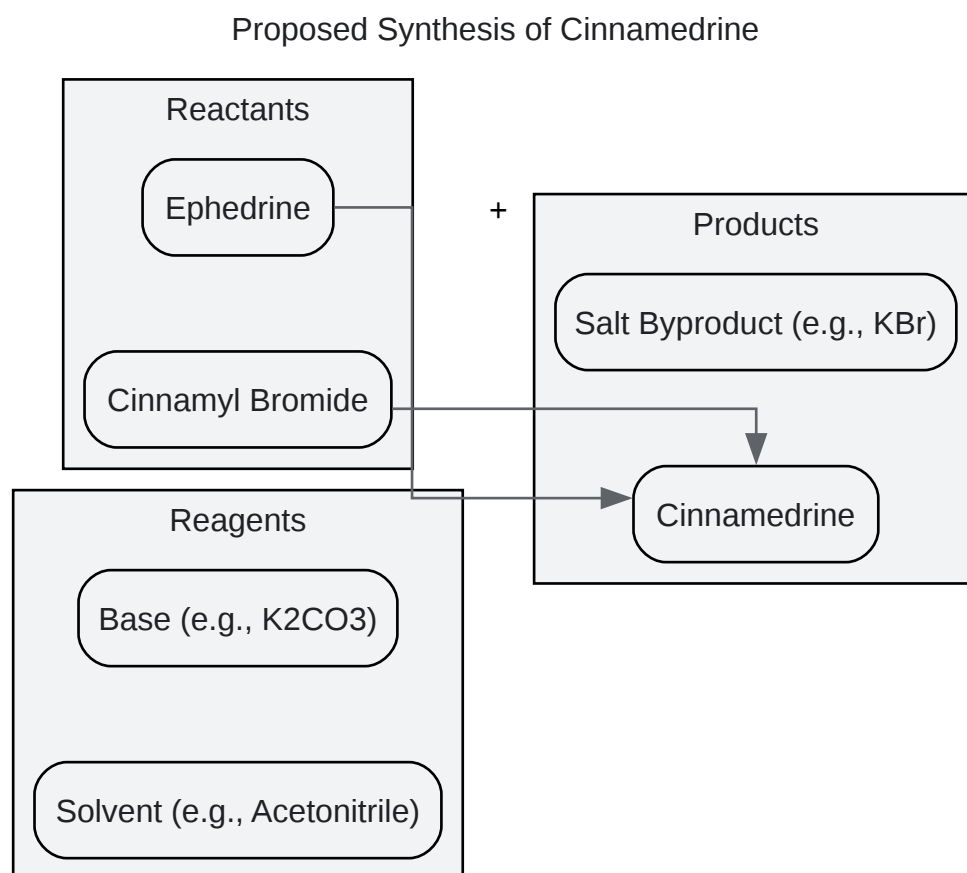 Proposed Synthesis of Cinnamedrine
Reactants
Ephedrine
Cinnamyl Bromide
+
Products
Salt Byproduct (e.g., KBr)
Cinnamedrine
Reagents
Base (e.g., K2CO3)
Solvent (e.g., Acetonitrile)